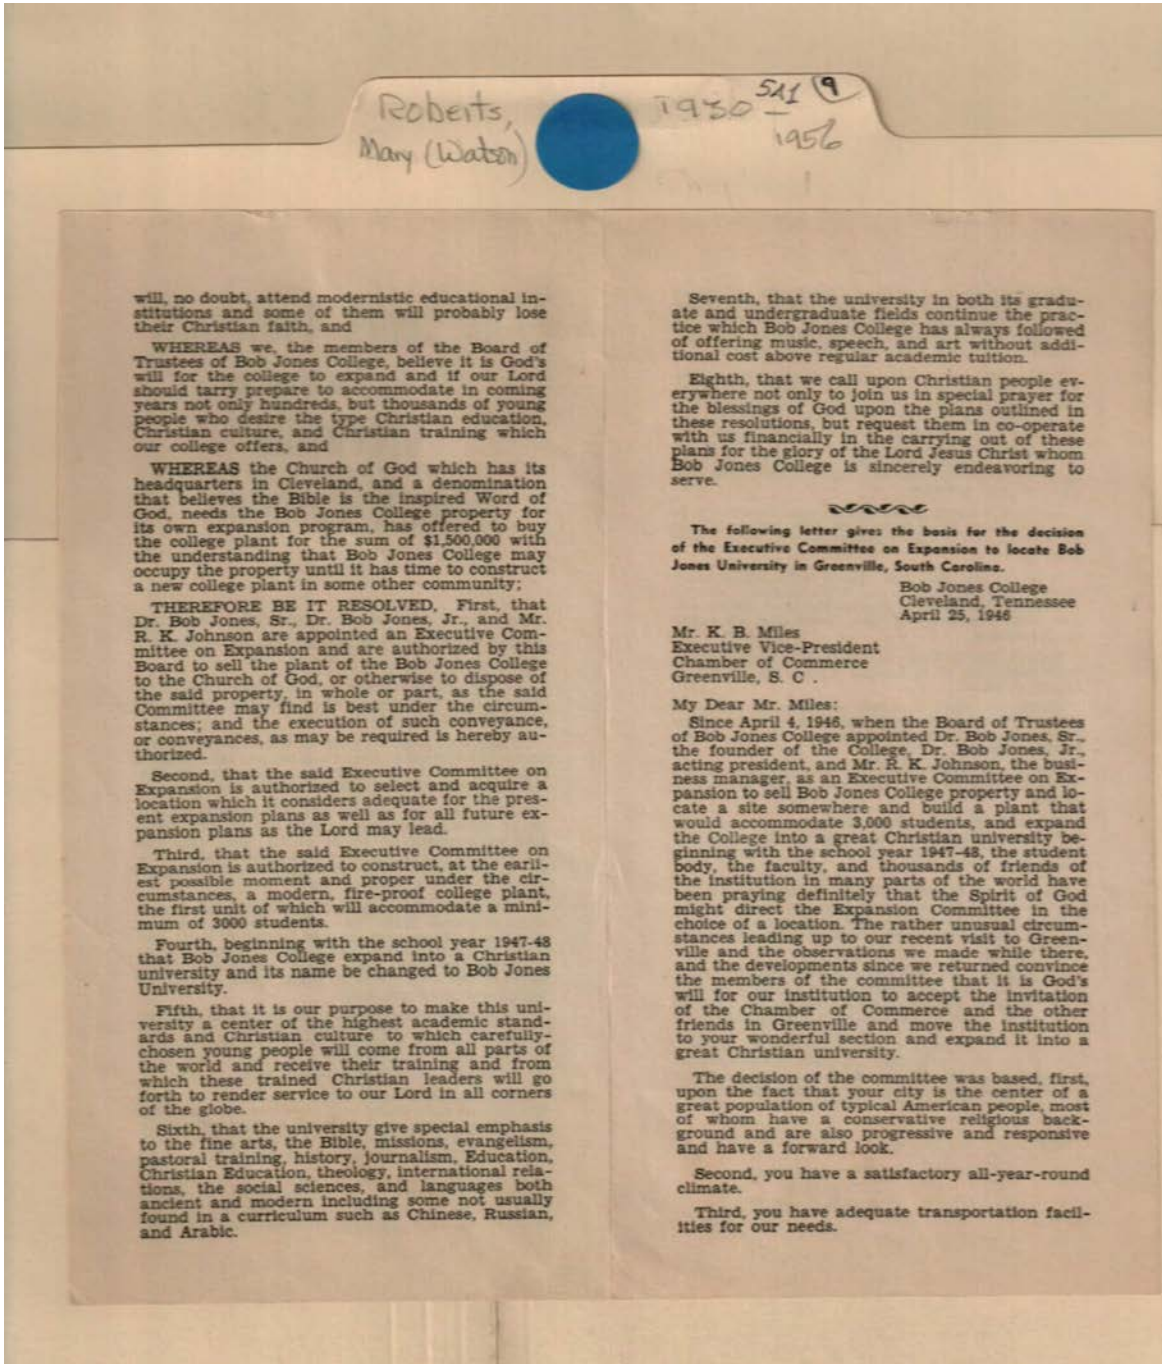 Roberts,
Mary (Watson)
1930 —
1956
5A1 9
will, no doubt, attend modernistic educational in-
stitutions and some of them will probably lose
their Christian faith, and
WHEREAS we, the members of the Board of
Trustees of Bob Jones College, believe it is God's
will for the college to expand and if our Lord
should tarry prepare to accommodate in coming
years not only hundreds, but thousands of young
people who desire the type Christian education,
Christian culture, and Christian training which
our college offers, and
WHEREAS the Church of God which has its
headquarters in Cleveland, and a denomination
that believes the Bible is the inspired Word of
God, needs the Bob Jones College property for
its own expansion program, has offered to buy
the college plant for the sum of $1,500,000 with
the understanding that Bob Jones College may
occupy the property until it has time to construct
a new college plant in some other community;
THEREFORE BE IT RESOLVED, First, that
Dr. Bob Jones, Sr., Dr. Bob Jones, Jr., and Mr.
R. K. Johnson are appointed an Executive Com-
mittee on Expansion and are authorized by this
Board to sell the plant of the Bob Jones College
to the Church of God, or otherwise to dispose of
the said property, in whole or part, as the said
Committee may find is best under the circum-
stances; and the execution of such conveyance,
or conveyances, as may be required is hereby au-
thorized.
Second, that the said Executive Committee on
Expansion is authorized to select and acquire a
location which it considers adequate for the pres-
ent expansion plans as well as for all future ex-
pansion plans as the Lord may lead.
Third, that the said Executive Committee on
Expansion is authorized to construct, at the earli-
est possible moment and proper under the cir-
cumstances, a modern, fire-proof college plant,
the first unit of which will accommodate a mini-
mum of 3000 students.
Fourth, beginning with the school year 1947-48
that Bob Jones College expand into a Christian
university and its name be changed to Bob Jones
University.
Fifth, that it is our purpose to make this uni-
versity a center of the highest academic stand-
ards and Christian culture to which carefully-
chosen young people will come from all parts of
the world and receive their training and from
which these trained Christian leaders will go
forth to render service to our Lord in all corners
of the globe.
Sixth, that the university give special emphasis
to the fine arts, the Bible, missions, evangelism,
pastoral training, history, journalism, Education,
Christian Education, theology, international rela-
tions, the social sciences, and languages both
ancient and modern including some not usually
found in a curriculum such as Chinese, Russian,
and Arabic.
Seventh, that the university in both its gradu-
ate and undergraduate fields continue the prac-
tice which Bob Jones College has always followed
of offering music, speech, and art without addi-
tional cost above regular academic tuition.
Eighth, that we call upon Christian people ev-
erywhere not only to join us in special prayer for
the blessings of God upon the plans outlined in
these resolutions, but request them in co-operate
with us financially in the carrying out of these
plans for the glory of the Lord Jesus Christ whom
Bob Jones College is sincerely endeavoring to
serve.
The following letter gives the basis for the decision
of the Executive Committee on Expansion to locate Bob
Jones University in Greenville, South Carolina.
Bob Jones College
Cleveland, Tennessee
April 25, 1946
Mr. K. B. Miles
Executive Vice-President
Chamber of Commerce
Greenville, S. C .
My Dear Mr. Miles:
Since April 4, 1946, when the Board of Trustees
of Bob Jones College appointed Dr. Bob Jones, Sr.,
the founder of the College, Dr. Bob Jones, Jr.,
acting president, and Mr. R. K. Johnson, the busi-
ness manager, as an Executive Committee on Ex-
pansion to sell Bob Jones College property and lo-
cate a site somewhere and build a plant that
would accommodate 3,000 students, and expand
the College into a great Christian university be-
ginning with the school year 1947-48, the student
body, the faculty, and thousands of friends of
the institution in many parts of the world have
been praying definitely that the Spirit of God
might direct the Expansion Committee in the
choice of a location. The rather unusual circum-
stances leading up to our recent visit to Green-
ville and the observations we made while there,
and the developments since we returned convince
the members of the committee that it is God's
will for our institution to accept the invitation
of the Chamber of Commerce and the other
friends in Greenville and move the institution
to your wonderful section and expand it into a
great Christian university.
The decision of the committee was based, first,
upon the fact that your city is the center of a
great population of typical American people, most
of whom have a conservative religious back-
ground and are also progressive and responsive
and have a forward look.
Second, you have a satisfactory all-year-round
climate.
Third, you have adequate transportation facil-
ities for our needs.